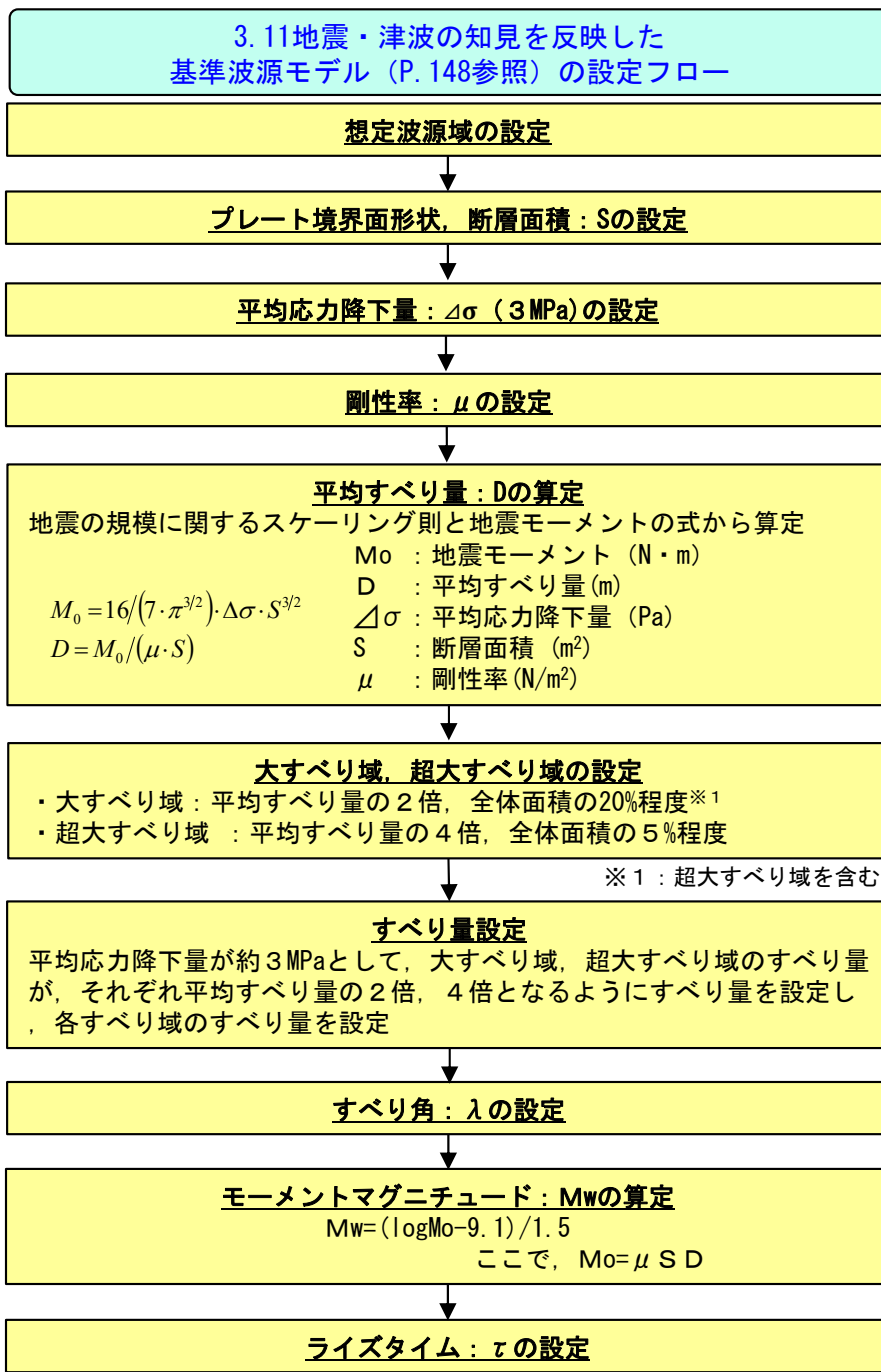 3.11地震・津波の知見を反映した
基準波源モデル（P.148参照）の設定フロー
想定波源域の設定
プレート境界面形状，断層面積：Sの設定
平均応力降下量：⊿σ（３MPa)の設定
剛性率：μの設定
平均すべり量：Dの算定
地震の規模に関するスケーリング則と地震モーメントの式から算定
Mo ：地震モーメント（N・m)
D ：平均すべり量(m)
⊿σ：平均応力降下量（Pa)
S ：断層面積（m²)
μ ：剛性率(N/m²)
M₀ = 16/(7・π^{3/2})・Δσ・S^{3/2}
D = M₀/(μ・S)
大すべり域，超大すべり域の設定
・大すべり域：平均すべり量の２倍，全体面積の20%程度※１
・超大すべり域 ：平均すべり量の４倍，全体面積の５%程度
※１：超大すべり域を含む
すべり量設定
平均応力降下量が約３MPaとして，大すべり域，超大すべり域のすべり量
が，それぞれ平均すべり量の２倍，４倍となるようにすべり量を設定し
，各すべり域のすべり量を設定
すべり角：λの設定
モーメントマグニチュード：Mwの算定
Mw=(logMo-9.1)/1.5
ここで，Mo=μＳＤ
ライズタイム：τの設定